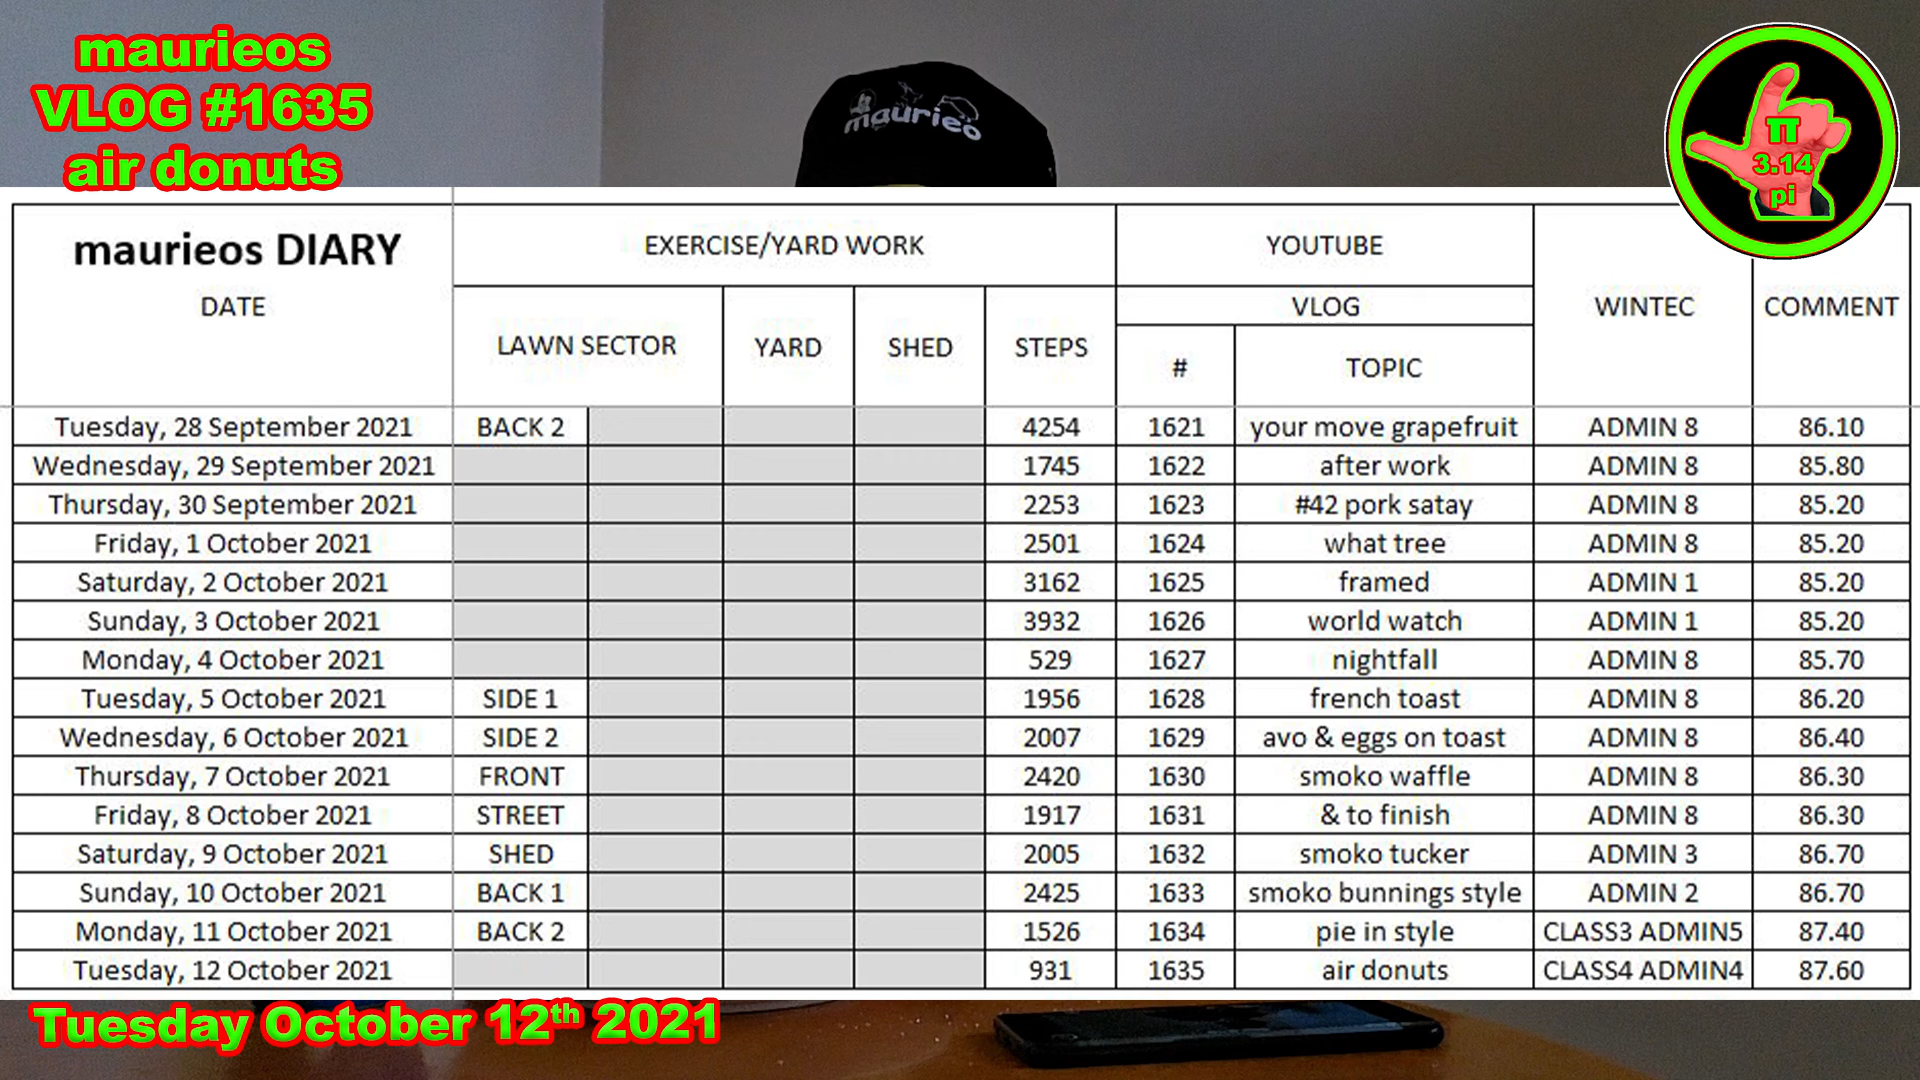 maurieos
VLOG #1635
air donuts
maurieo
π
3.14
pi
maurieos DIARY
DATE
EXERCISE/YARD WORK
YOUTUBE
WINTEC
COMMENT
VLOG
LAWN SECTOR
YARD
SHED
STEPS
#
TOPIC
Tuesday, 28 September 2021 BACK 2 4254 1621 your move grapefruit ADMIN 8 86.10
Wednesday, 29 September 2021 1745 1622 after work ADMIN 8 85.80
Thursday, 30 September 2021 2253 1623 #42 pork satay ADMIN 8 85.20
Friday, 1 October 2021 2501 1624 what tree ADMIN 8 85.20
Saturday, 2 October 2021 3162 1625 framed ADMIN 1 85.20
Sunday, 3 October 2021 3932 1626 world watch ADMIN 1 85.20
Monday, 4 October 2021 529 1627 nightfall ADMIN 8 85.70
Tuesday, 5 October 2021 SIDE 1 1956 1628 french toast ADMIN 8 86.20
Wednesday, 6 October 2021 SIDE 2 2007 1629 avo & eggs on toast ADMIN 8 86.40
Thursday, 7 October 2021 FRONT 2420 1630 smoko waffle ADMIN 8 86.30
Friday, 8 October 2021 STREET 1917 1631 & to finish ADMIN 8 86.30
Saturday, 9 October 2021 SHED 2005 1632 smoko tucker ADMIN 3 86.70
Sunday, 10 October 2021 BACK 1 2425 1633 smoko bunnings style ADMIN 2 86.70
Monday, 11 October 2021 BACK 2 1526 1634 pie in style CLASS3 ADMIN5 87.40
Tuesday, 12 October 2021 931 1635 air donuts CLASS4 ADMIN4 87.60
Tuesday October 12th 2021